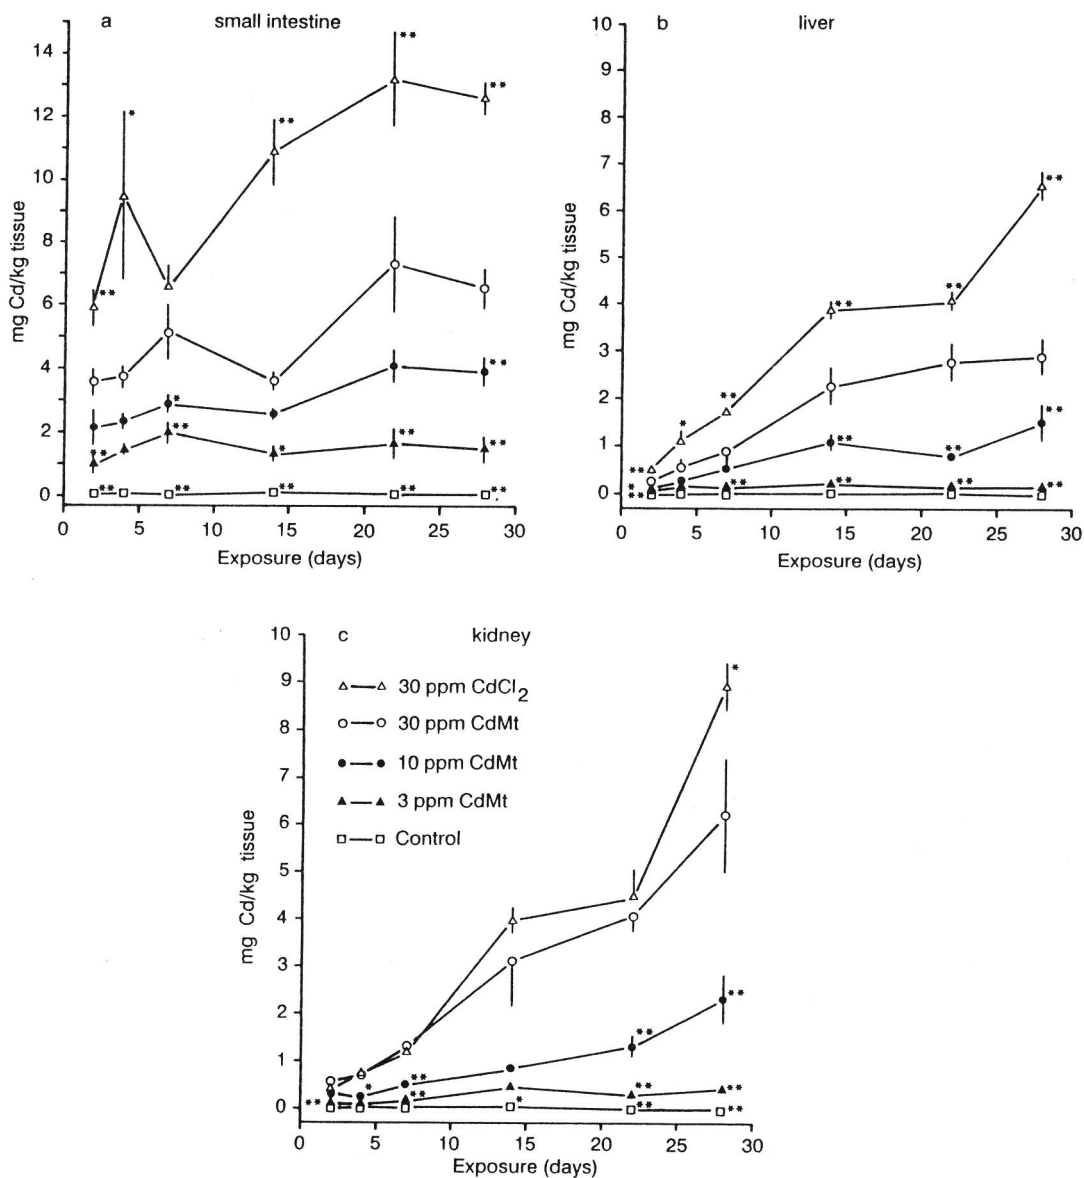 a small intestine
14
12
10
8
6
4
2
0
mg Cd/kg tissue
0 5 10 15 20 25 30
Exposure (days)
b liver
10
9
8
7
6
5
4
3
2
1
0
mg Cd/kg tissue
0 5 10 15 20 25 30
Exposure (days)
c kidney
10
9
8
7
6
5
4
3
2
1
0
mg Cd/kg tissue
30 ppm CdCl2
30 ppm CdMt
10 ppm CdMt
3 ppm CdMt
Control
0 5 10 15 20 25 30
Exposure (days)